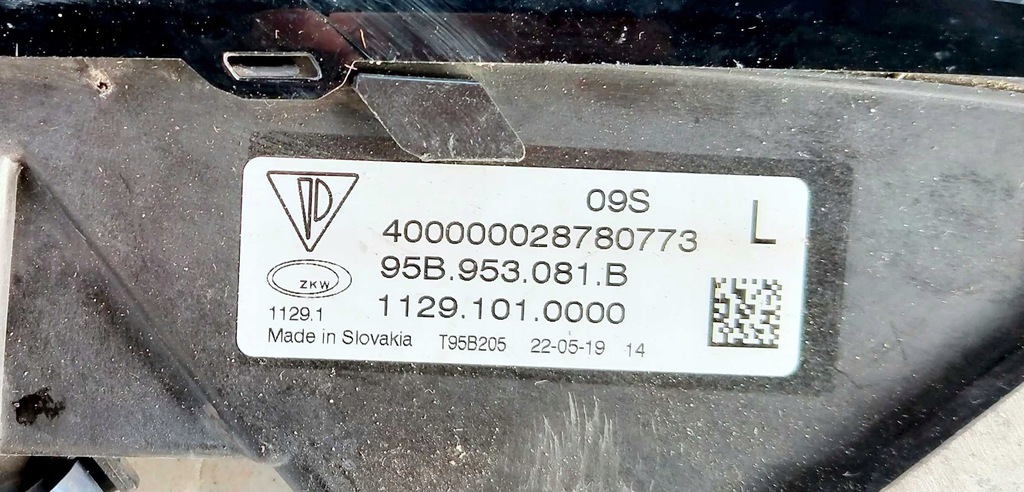 09S
L
400000028780773
95B.953.081.B
ZKW
1129.101.0000
1129.1
Made in Slovakia T95B205 22-05-19 14